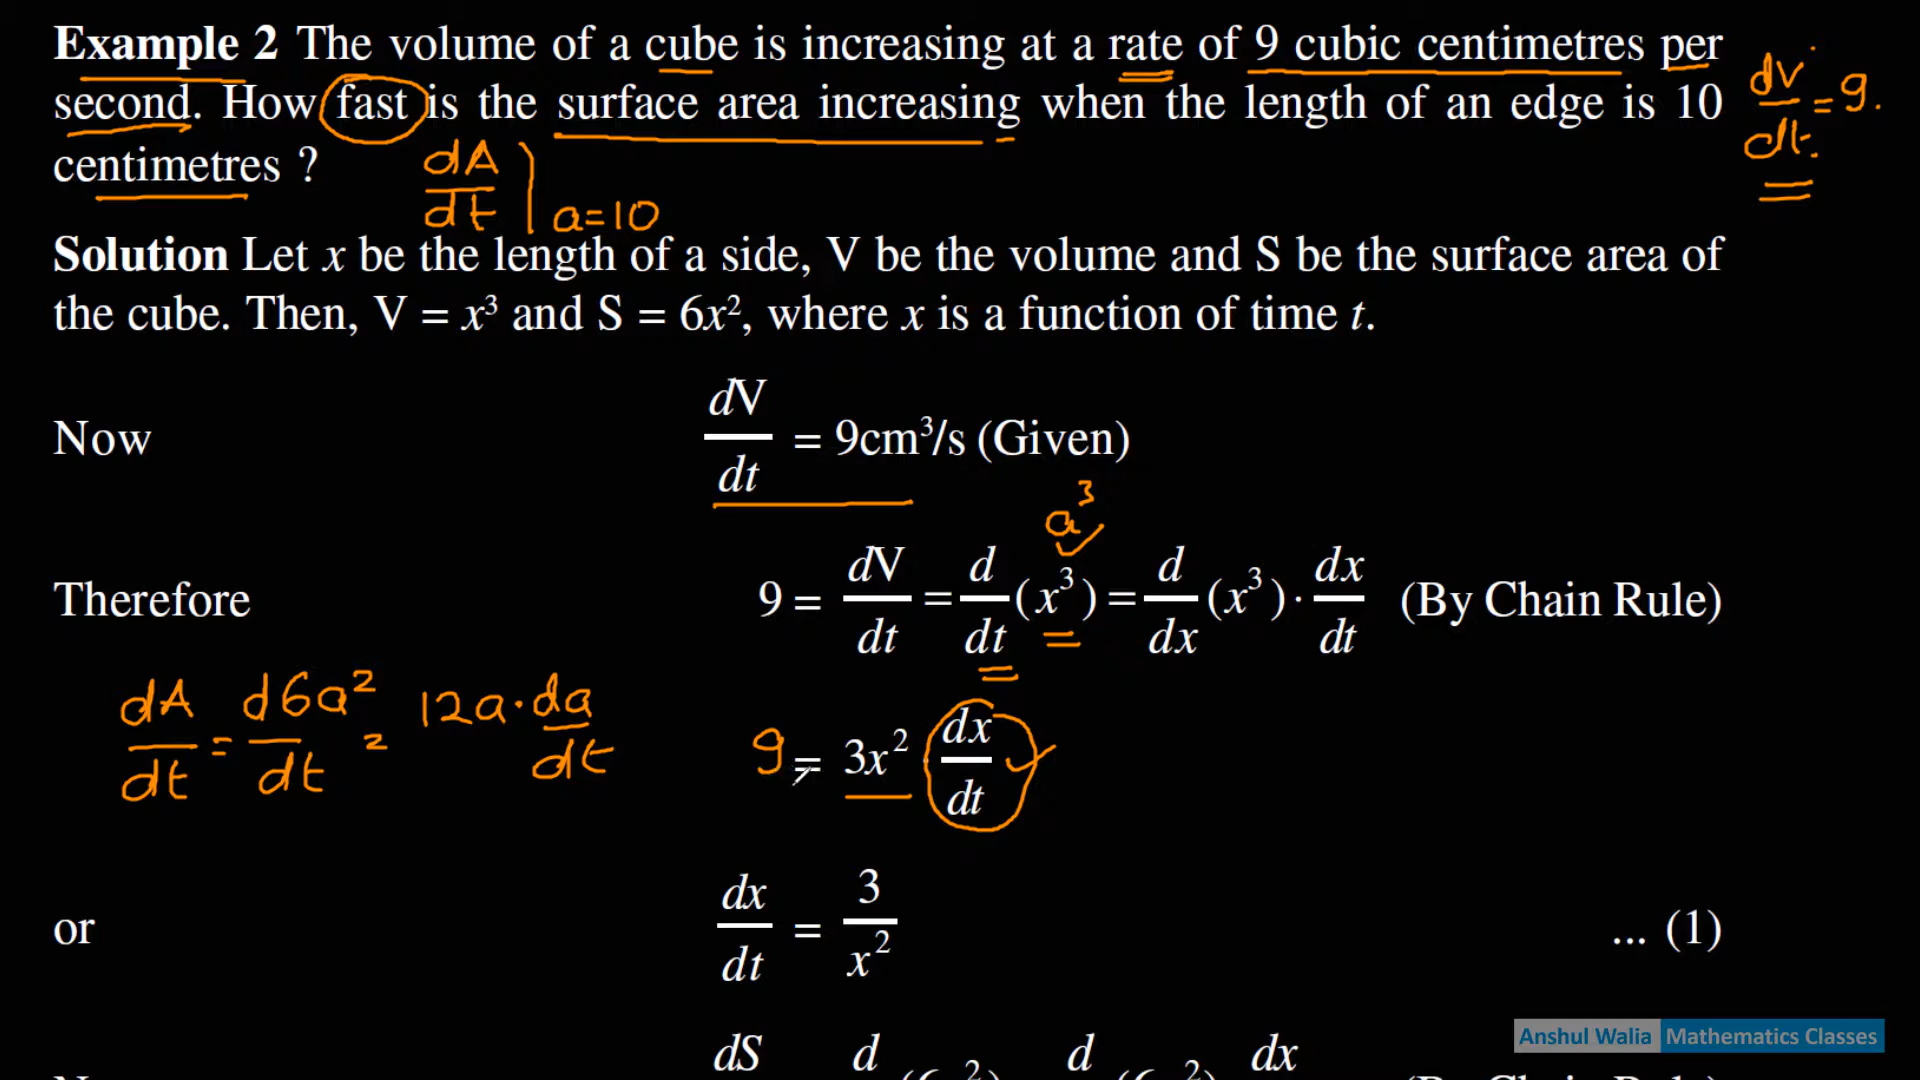 Example 2 The volume of a cube is increasing at a rate of 9 cubic centimetres per
second. How fast is the surface area increasing when the length of an edge is 10
centimetres ?
dV/dt = 9.
dA/dt | a=10
Solution Let x be the length of a side, V be the volume and S be the surface area of
the cube. Then, V = x³ and S = 6x², where x is a function of time t.
Now dV/dt = 9cm³/s (Given)
a³
Therefore 9 = dV/dt = d/dt (x³) = d/dx (x³) · dx/dt (By Chain Rule)
dA/dt = d6a²/dt = 12a · da/dt
9 = 3x² dx/dt
or dx/dt = 3/x² ... (1)
dS d d dx
Anshul Walia Mathematics Classes